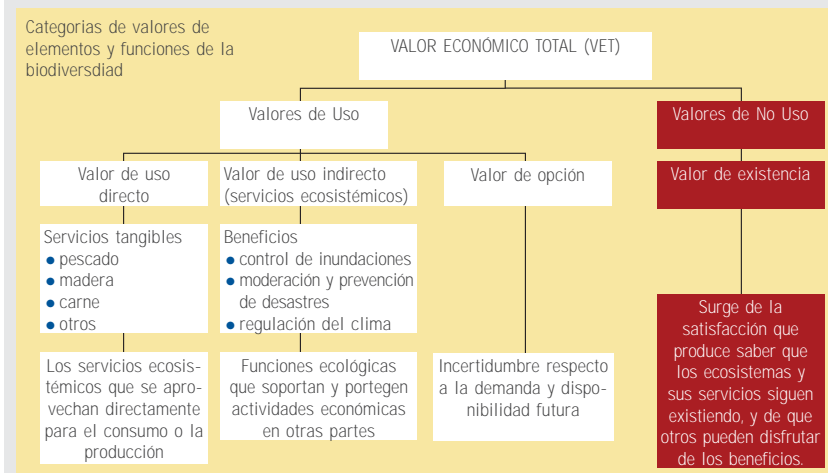 Categorias de valores de
elementos y funciones de la
biodiversdiad
VALOR ECONÓMICO TOTAL (VET)
Valores de Uso
Valores de No Uso
Valor de uso
directo
Valor de uso indirecto
(servicios ecosistémicos)
Valor de opción
Valor de existencia
Servicios tangibles
• pescado
• madera
• carne
• otros
Beneficios
• control de inundaciones
• moderación y prevención
de desastres
• regulación del clima
Los servicios ecosis-
témicos que se apro-
vechan directamente
para el consumo o la
producción
Funciones ecológicas
que soportan y portegen
actividades económicas
en otras partes
Incertidumbre respecto
a la demanda y dispo-
nibilidad futura
Surge de la
satisfacción que
produce saber que
los ecosistemas y
sus servicios siguen
existiendo, y de que
otros pueden disfrutar
de los beneficios.